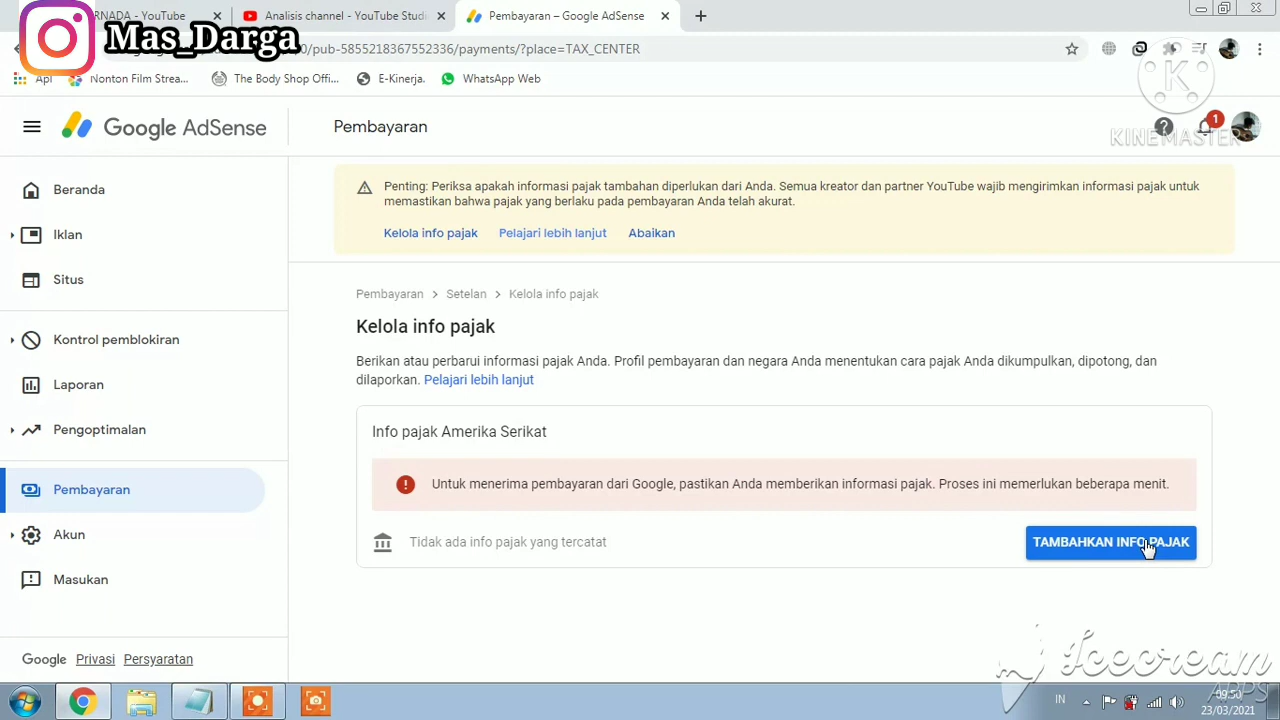 RNADA - YouTube
Analisis channel - YouTube Stud
Pembayaran – Google AdSense
Mas_Darga
/pub-5855218367552336/payments/?place=TAX_CENTER
Apl
Nonton Film Strea...
The Body Shop Offi...
E-Kinerja.
WhatsApp Web
K
KINEMASTER
Google AdSense
Pembayaran
1
Beranda
Iklan
Situs
Kontrol pemblokiran
Laporan
Pengoptimalan
Pembayaran
Akun
Masukan
Google Privasi Persyaratan
Penting: Periksa apakah informasi pajak tambahan diperlukan dari Anda. Semua kreator dan partner YouTube wajib mengirimkan informasi pajak untuk
memastikan bahwa pajak yang berlaku pada pembayaran Anda telah akurat.
Kelola info pajak Pelajari lebih lanjut Abaikan
Pembayaran > Setelan > Kelola info pajak
Kelola info pajak
Berikan atau perbarui informasi pajak Anda. Profil pembayaran dan negara Anda menentukan cara pajak Anda dikumpulkan, dipotong, dan
dilaporkan. Pelajari lebih lanjut
Info pajak Amerika Serikat
Untuk menerima pembayaran dari Google, pastikan Anda memberikan informasi pajak. Proses ini memerlukan beberapa menit.
Tidak ada info pajak yang tercatat
TAMBAHKAN INFO PAJAK
Icecream
APPS
IN
09:50
23/03/2021